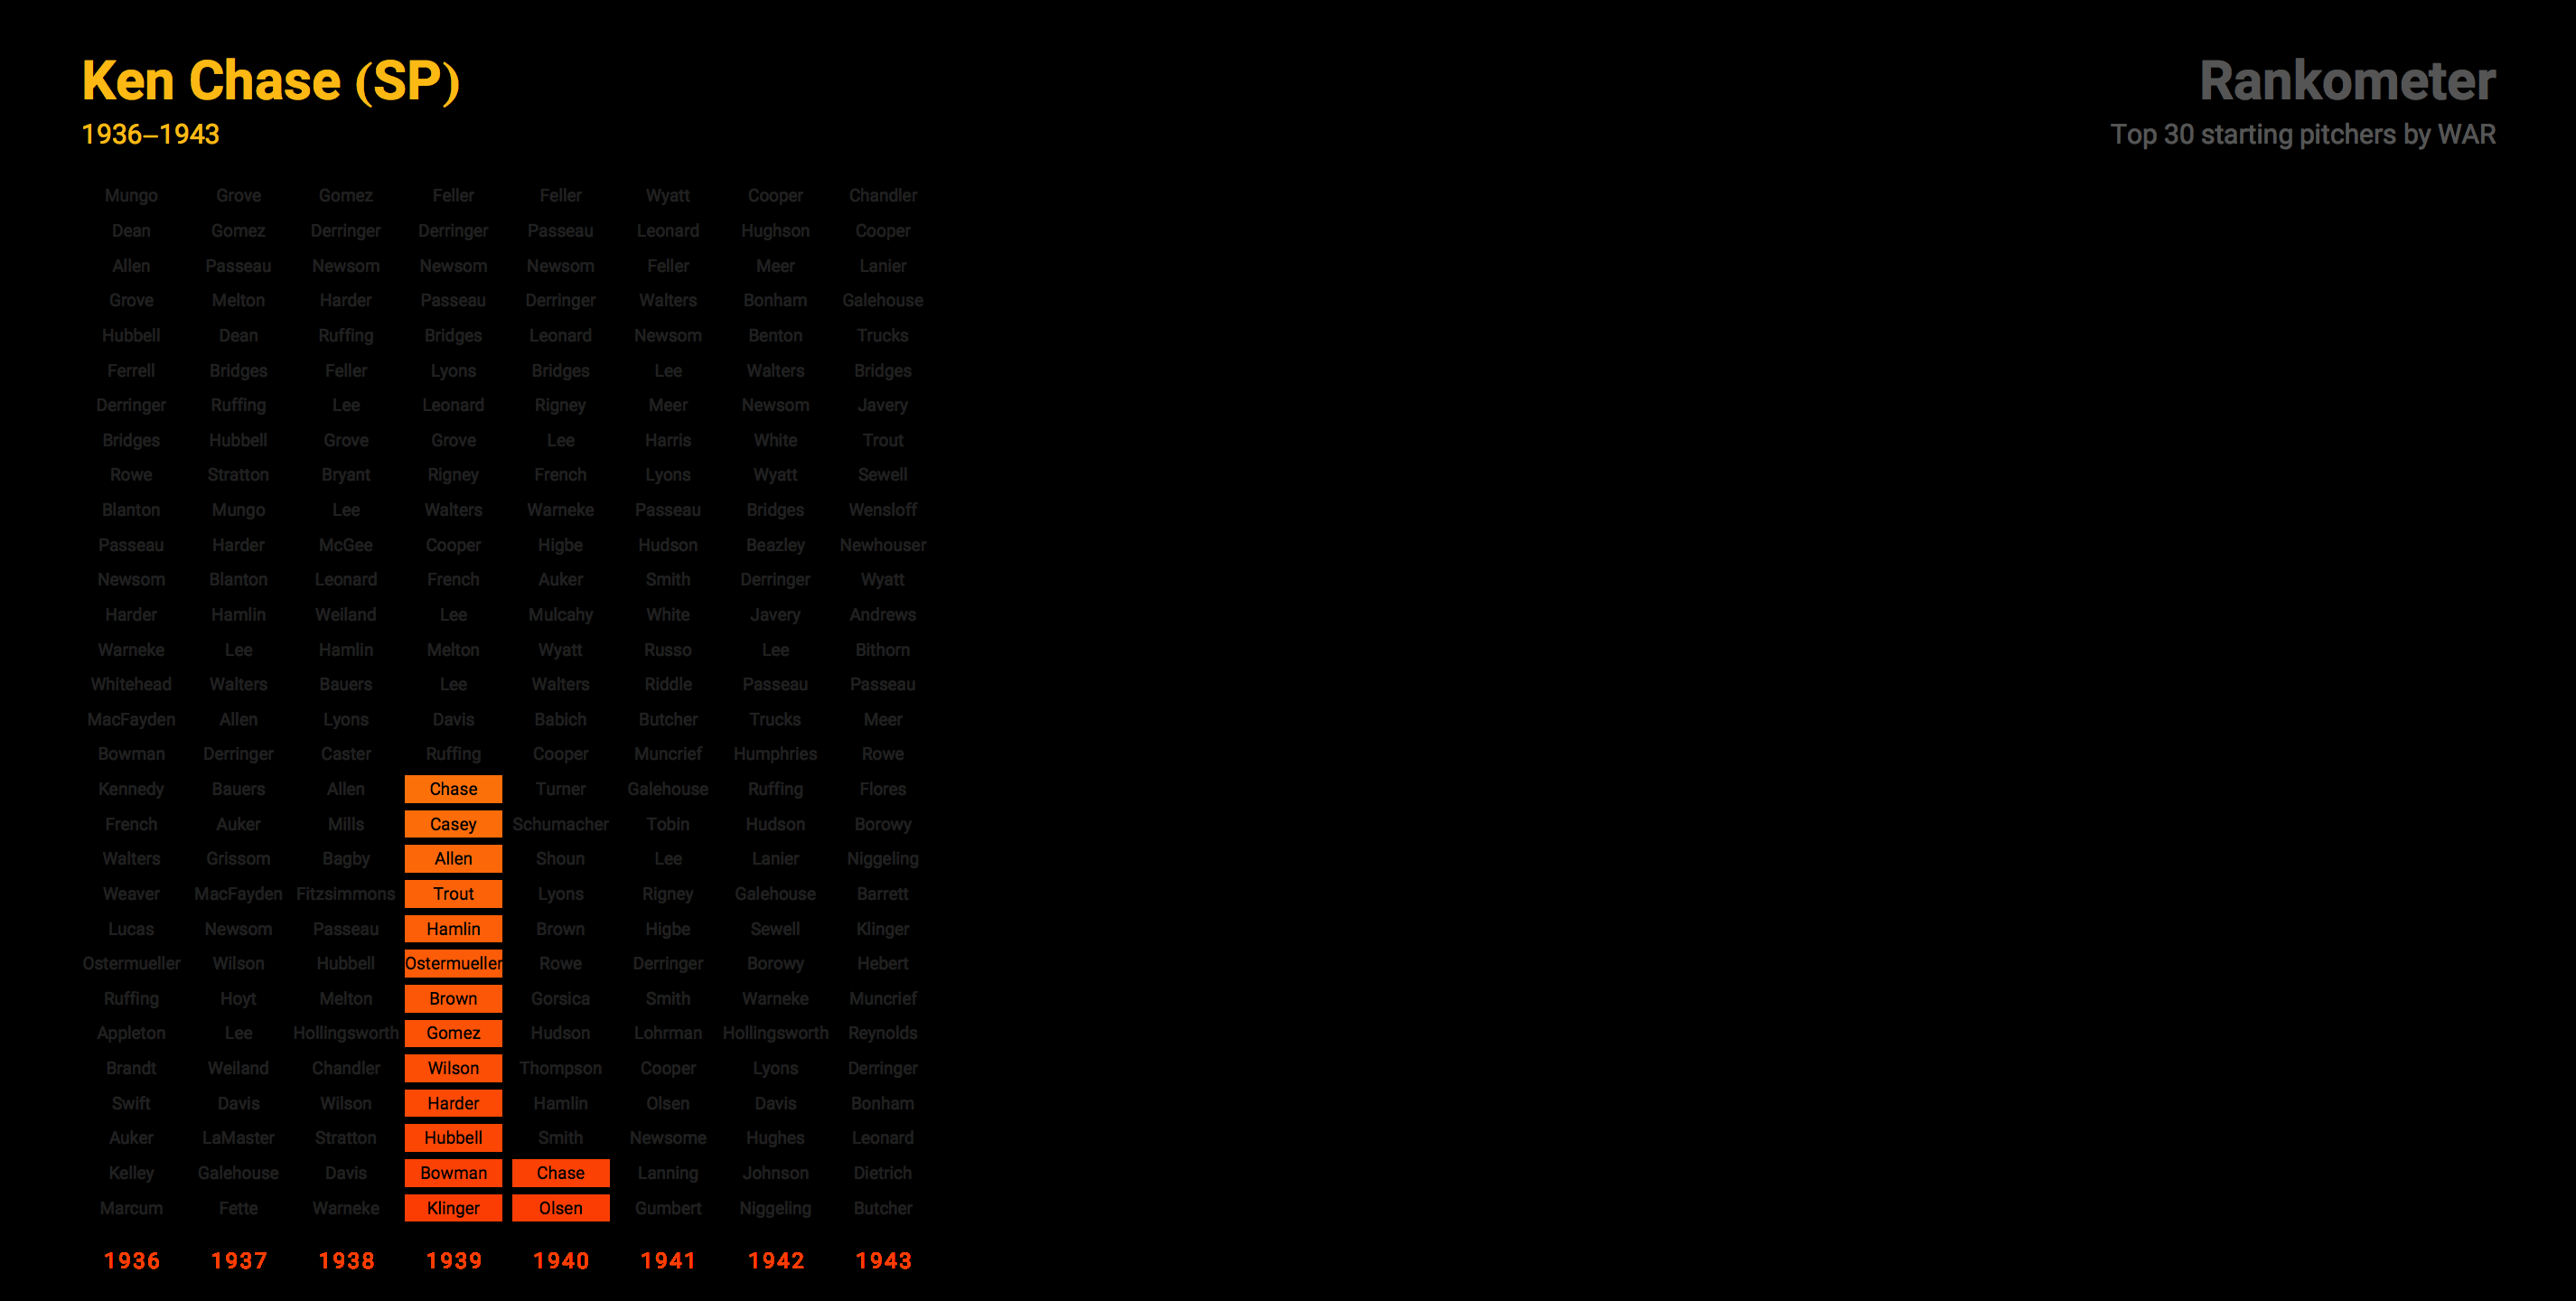 Ken Chase (SP)
1936–1943
Rankometer
Top 30 starting pitchers by WAR
Mungo Grove Gomez Feller Feller Wyatt Cooper Chandler
Dean Gomez Derringer Derringer Passeau Leonard Hughson Cooper
Allen Passeau Newsom Newsom Newsom Feller Meer Lanier
Grove Melton Harder Passeau Derringer Walters Bonham Galehouse
Hubbell Dean Ruffing Bridges Leonard Newsom Benton Trucks
Ferrell Bridges Feller Lyons Bridges Lee Walters Bridges
Derringer Ruffing Lee Leonard Rigney Meer Newsom Javery
Bridges Hubbell Grove Grove Lee Harris White Trout
Rowe Stratton Bryant Rigney French Lyons Wyatt Sewell
Blanton Mungo Lee Walters Warneke Passeau Bridges Wensloff
Passeau Harder McGee Cooper Higbe Hudson Beazley Newhouser
Newsom Blanton Leonard French Auker Smith Derringer Wyatt
Harder Hamlin Weiland Lee Mulcahy White Javery Andrews
Warneke Lee Hamlin Melton Wyatt Russo Lee Bithorn
Whitehead Walters Bauers Lee Walters Riddle Passeau Passeau
MacFayden Allen Lyons Davis Babich Butcher Trucks Meer
Bowman Derringer Caster Ruffing Cooper Muncrief Humphries Rowe
Kennedy Bauers Allen Chase Turner Galehouse Ruffing Flores
French Auker Mills Casey Schumacher Tobin Hudson Borowy
Walters Grissom Bagby Allen Shoun Lee Lanier Niggeling
Weaver MacFayden Fitzsimmons Trout Lyons Rigney Galehouse Barrett
Lucas Newsom Passeau Hamlin Brown Higbe Sewell Klinger
Ostermueller Wilson Hubbell Ostermueller Rowe Derringer Borowy Hebert
Ruffing Hoyt Melton Brown Gorsica Smith Warneke Muncrief
Appleton Lee Hollingsworth Gomez Hudson Lohrman Hollingsworth Reynolds
Brandt Weiland Chandler Wilson Thompson Cooper Lyons Derringer
Swift Davis Wilson Harder Hamlin Olsen Davis Bonham
Auker LaMaster Stratton Hubbell Smith Newsome Hughes Leonard
Kelley Galehouse Davis Bowman Chase Lanning Johnson Dietrich
Marcum Fette Warneke Klinger Olsen Gumbert Niggeling Butcher
1936 1937 1938 1939 1940 1941 1942 1943